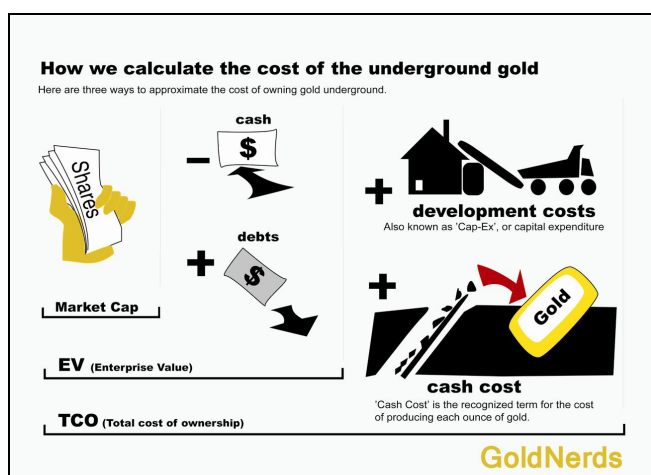 How we calculate the cost of the underground gold
Here are three ways to approximate the cost of owning gold underground.
Shares
Market Cap
−
cash
$
+
debts
$
EV (Enterprise Value)
+
development costs
Also known as 'Cap-Ex', or capital expenditure
+
Gold
cash cost
'Cash Cost' is the recognized term for the cost
of producing each ounce of gold.
TCO (Total cost of ownership)
GoldNerds